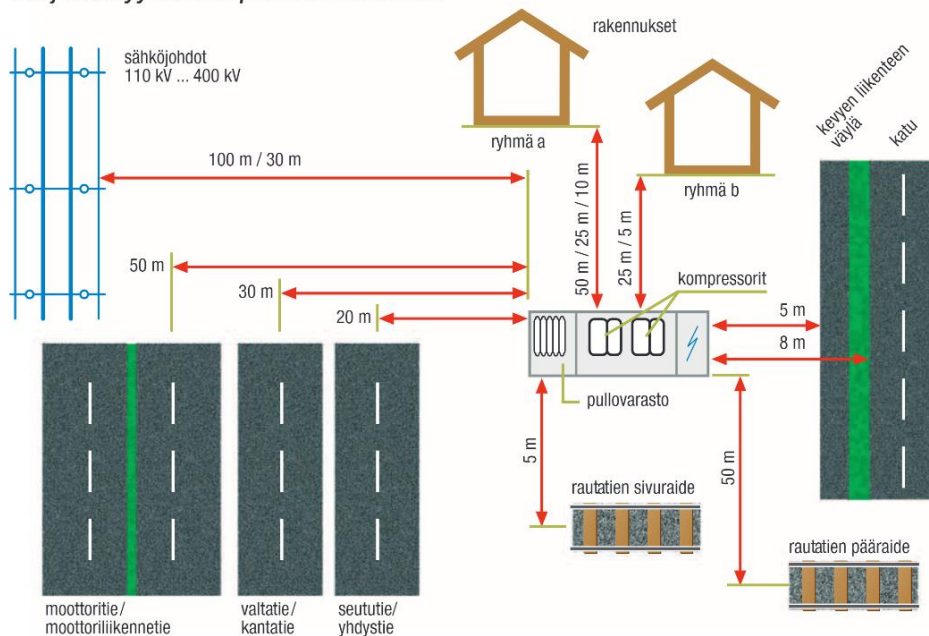 rakennukset
sähköjohdot
110 kV ... 400 kV
kevyen liikenteen
väylä
katu
ryhmä a
100 m / 30 m
ryhmä b
50 m / 25 m / 10 m
25 m / 5 m
50 m
30 m
20 m
kompressorit
5 m
8 m
pullovarasto
5 m
50 m
rautatien sivuraide
rautatien pääraide
moottoritie/
moottoriliikennetie
valtatie/
kantatie
seututie/
yhdystie